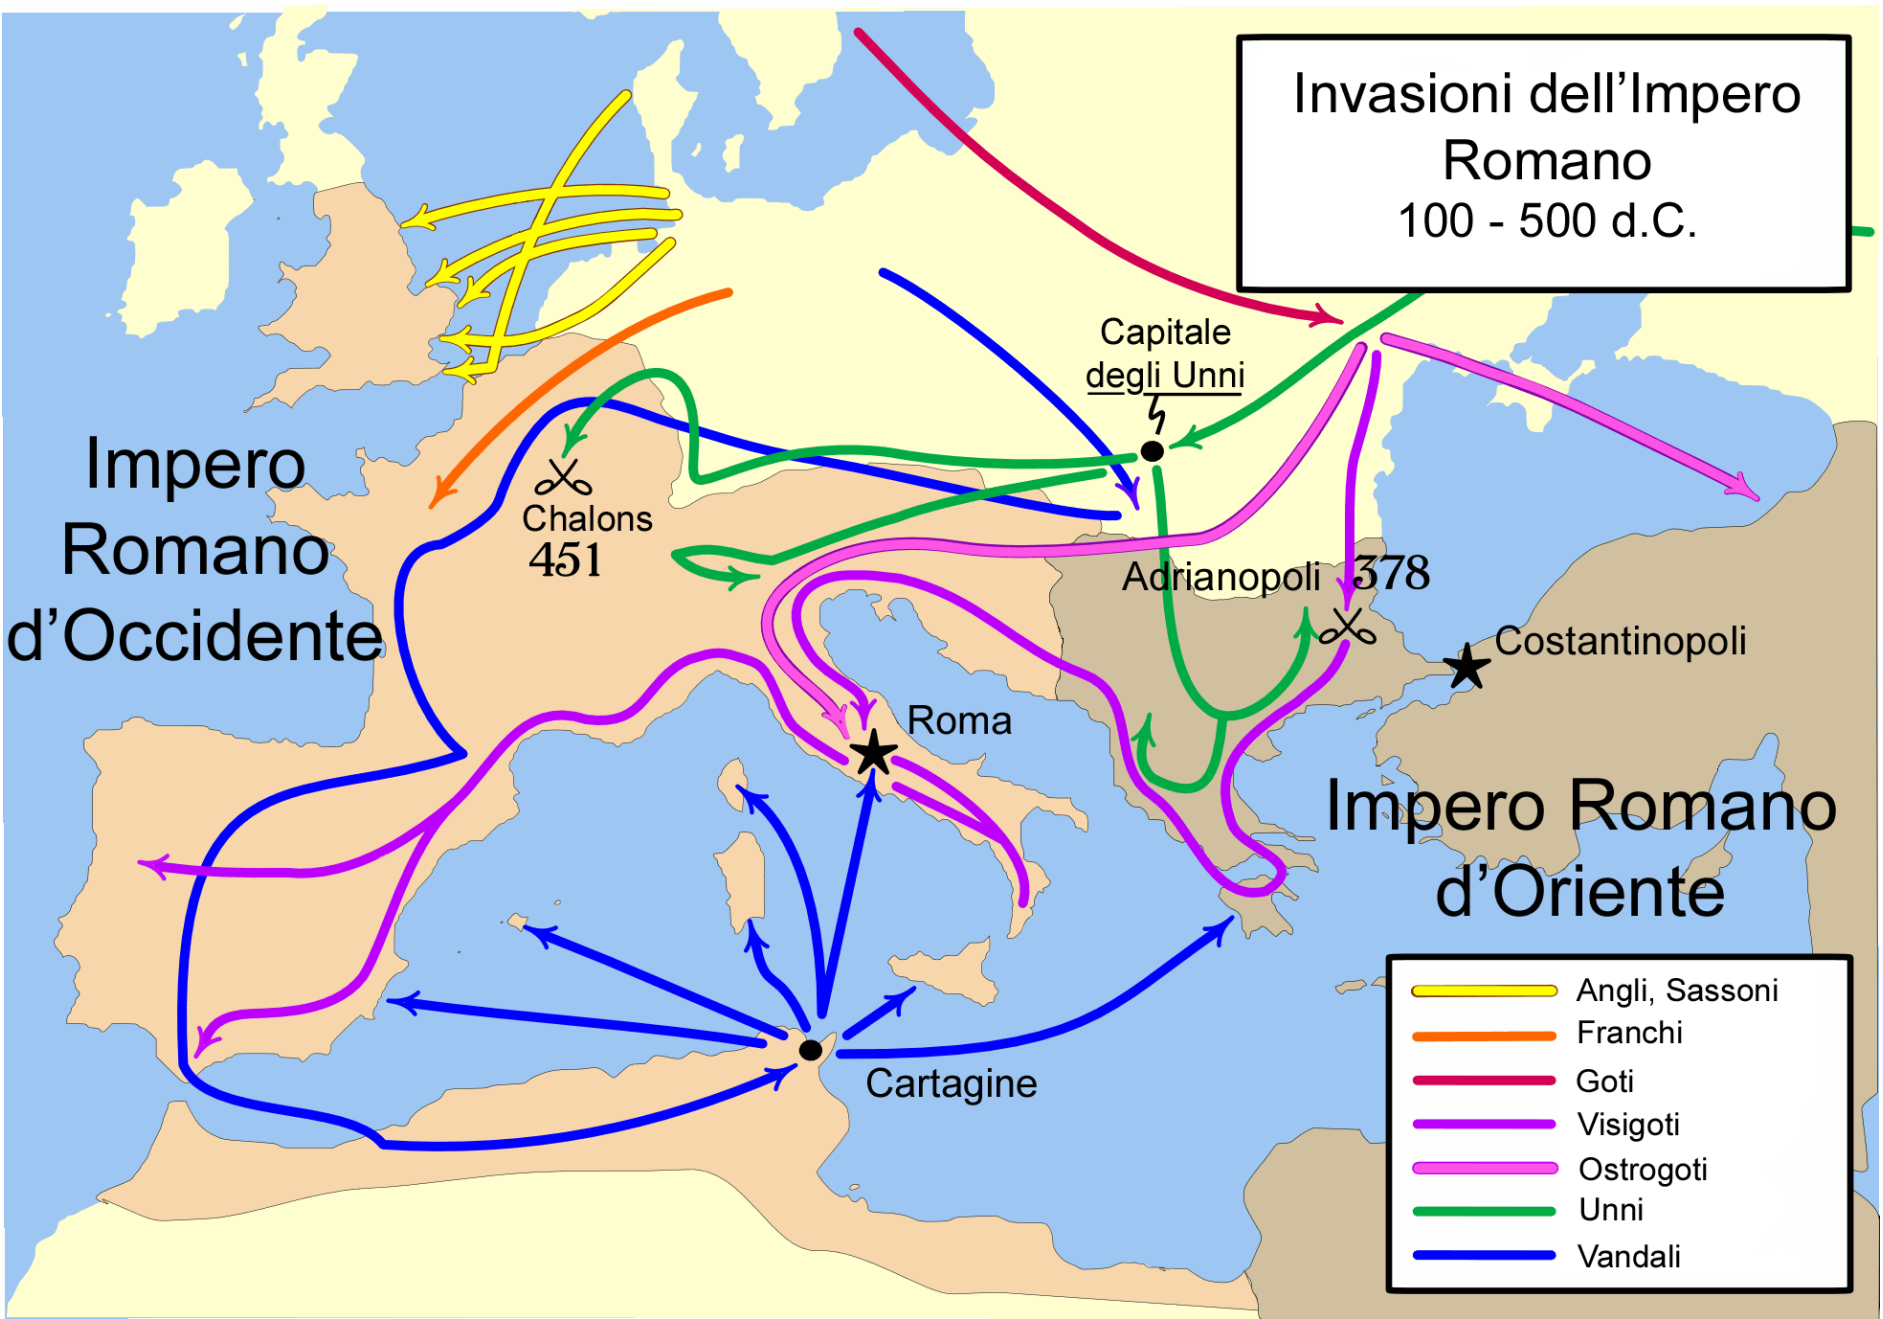 Invasioni dell'Impero
Romano
100 - 500 d.C.
Capitale
degli Unni
Impero
Romano
d'Occidente
Chalons
451
Adrianopoli 378
Costantinopoli
Roma
Impero Romano
d'Oriente
Cartagine
Angli, Sassoni
Franchi
Goti
Visigoti
Ostrogoti
Unni
Vandali